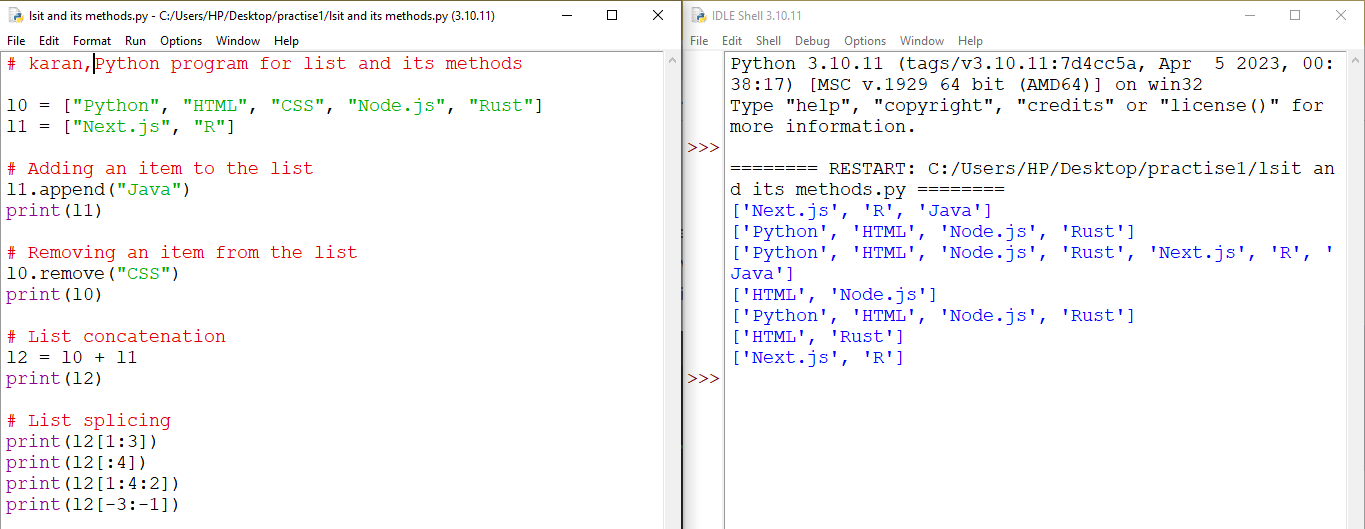 lsit and its methods.py - C:/Users/HP/Desktop/practise1/lsit and its methods.py (3.10.11)
File Edit Format Run Options Window Help
# karan,Python program for list and its methods
l0 = ["Python", "HTML", "CSS", "Node.js", "Rust"]
l1 = ["Next.js", "R"]
# Adding an item to the list
l1.append("Java")
print(l1)
# Removing an item from the list
l0.remove("CSS")
print(l0)
# List concatenation
l2 = l0 + l1
print(l2)
# List splicing
print(l2[1:3])
print(l2[:4])
print(l2[1:4:2])
print(l2[-3:-1])
IDLE Shell 3.10.11
File Edit Shell Debug Options Window Help
Python 3.10.11 (tags/v3.10.11:7d4cc5a, Apr  5 2023, 00:
38:17) [MSC v.1929 64 bit (AMD64)] on win32
Type "help", "copyright", "credits" or "license()" for
more information.
>>>
======== RESTART: C:/Users/HP/Desktop/practise1/lsit an
d its methods.py ========
['Next.js', 'R', 'Java']
['Python', 'HTML', 'Node.js', 'Rust']
['Python', 'HTML', 'Node.js', 'Rust', 'Next.js', 'R', '
Java']
['HTML', 'Node.js']
['Python', 'HTML', 'Node.js', 'Rust']
['HTML', 'Rust']
['Next.js', 'R']
>>>